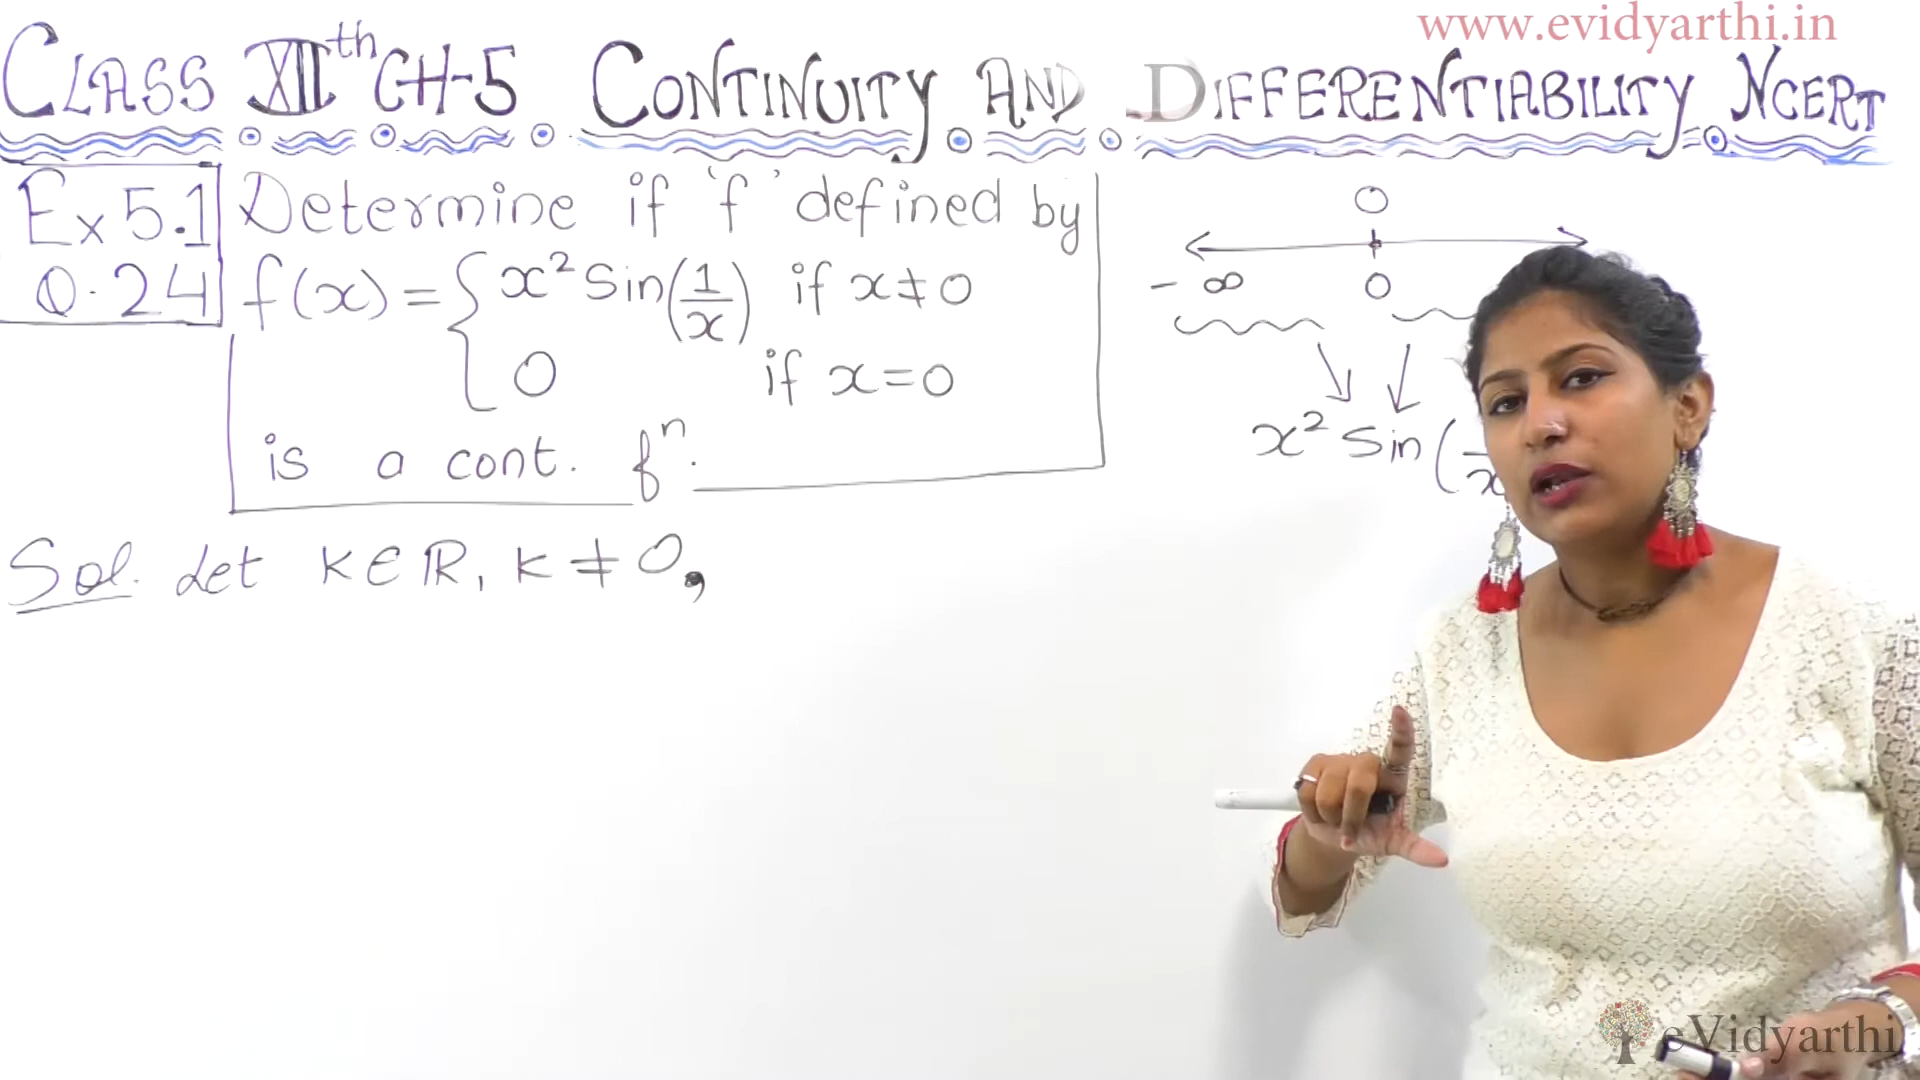 www.evidyarthi.in
CLASS XIIth CH-5 CONTINUITY AND DIFFERENTIABILITY NCERT
Ex 5.1
Q.24
Determine if 'f' defined by
f(x) = { x² Sin(1/x) if x ≠ 0
0 if x = 0
is a cont. fⁿ.
0
- ∞ 0
x² Sin (
Sol. Let K ∈ ℝ, K ≠ 0,
eVidyarthi